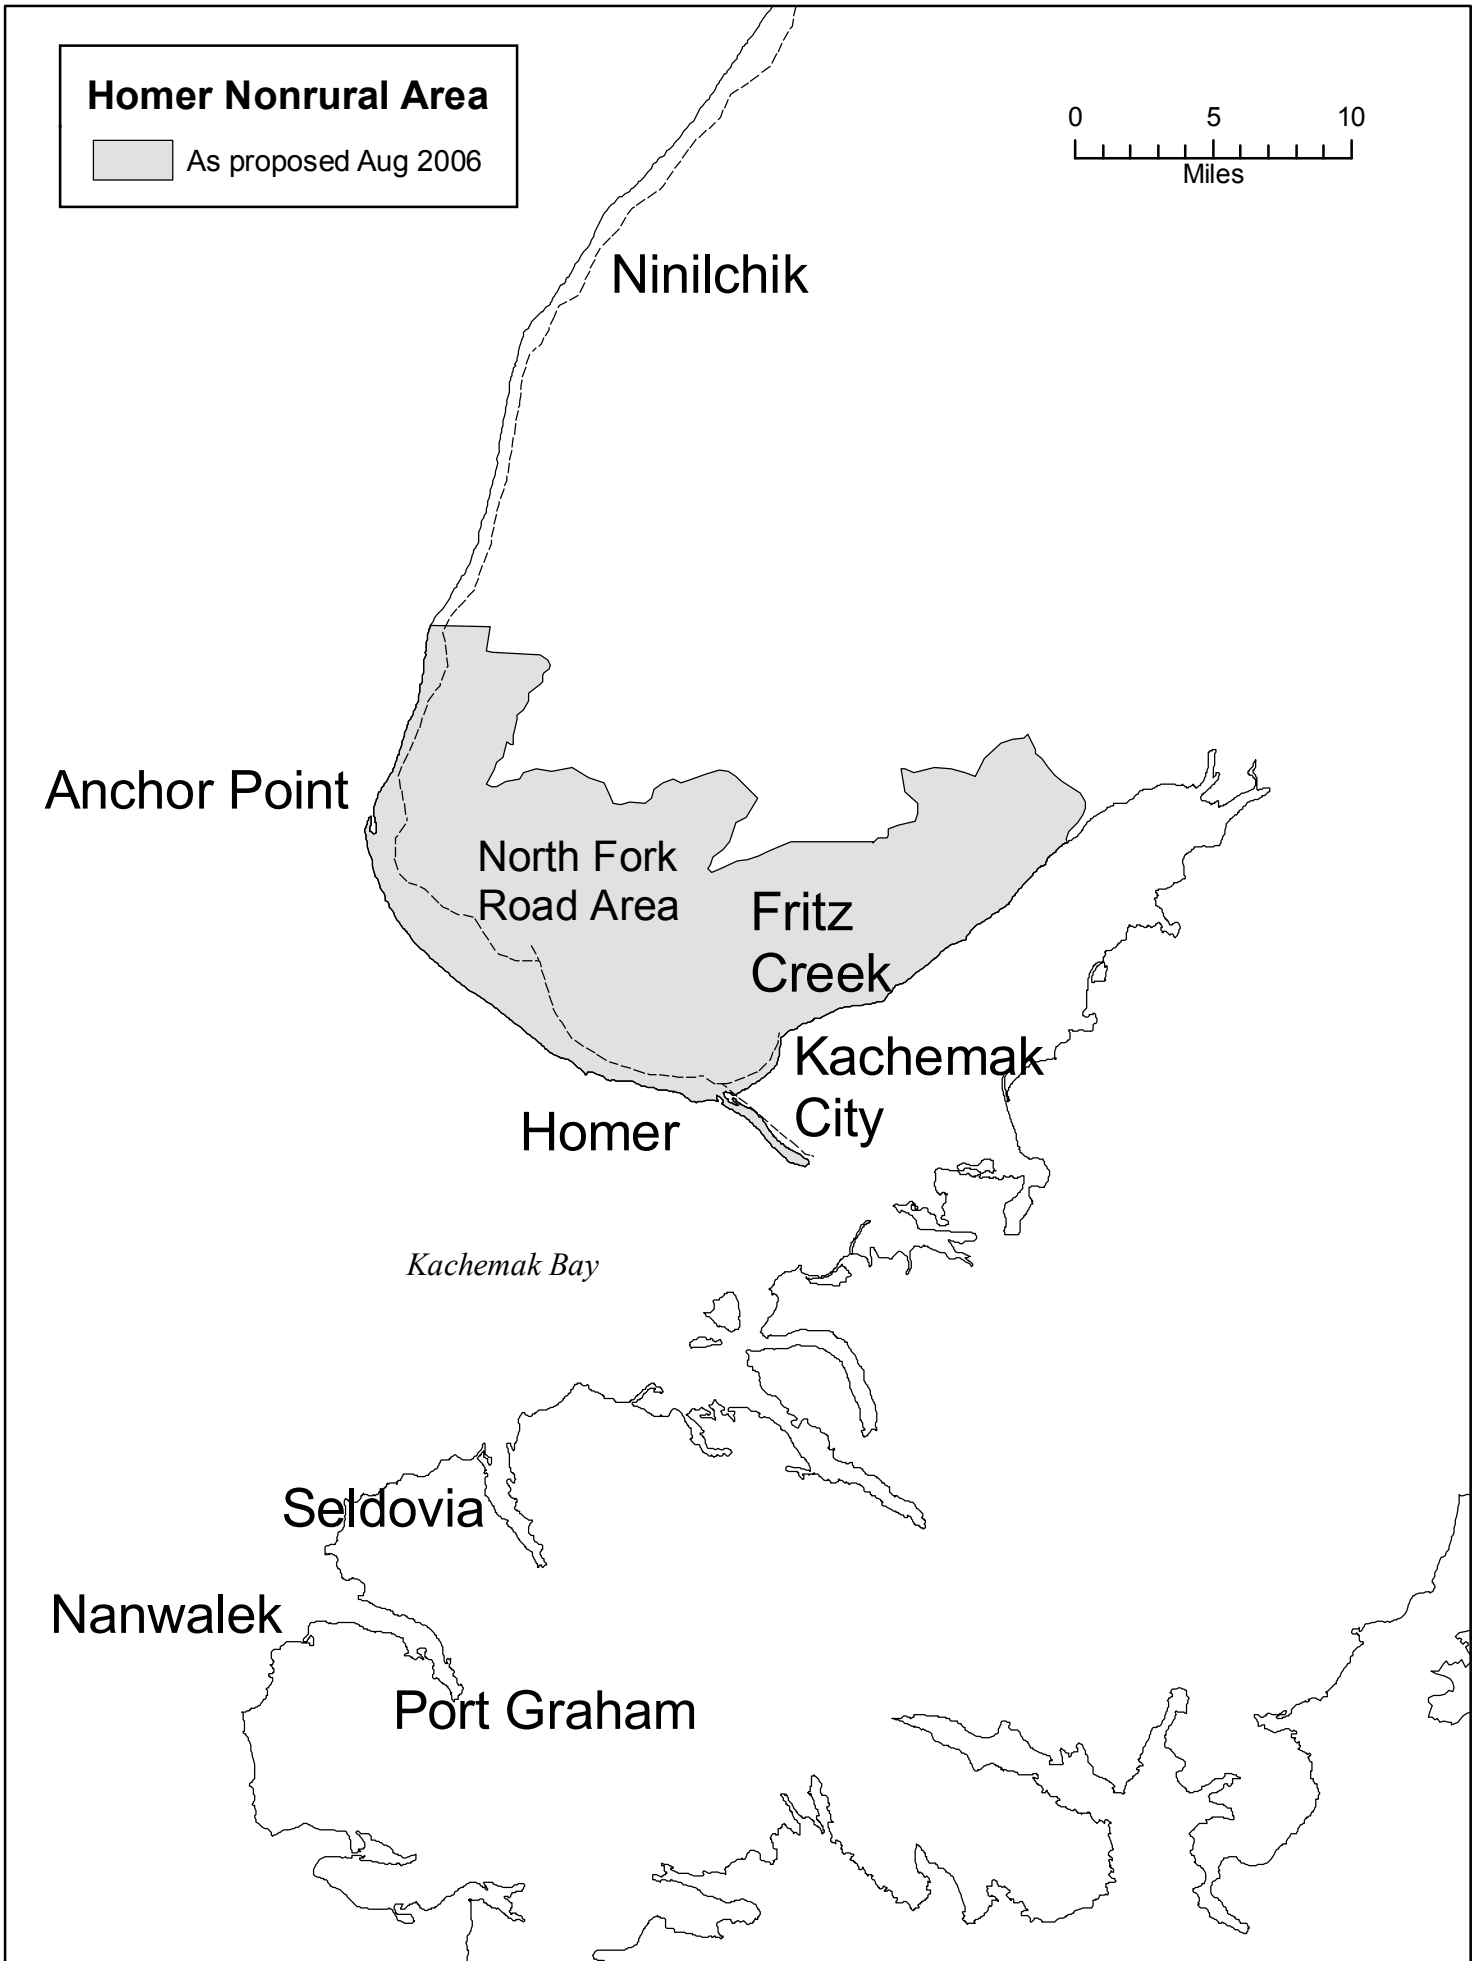 Homer Nonrural Area
As proposed Aug 2006
0 5 10
Miles
Ninilchik
Anchor Point
North Fork
Road Area
Fritz
Creek
Kachemak
City
Homer
Kachemak Bay
Seldovia
Nanwalek
Port Graham